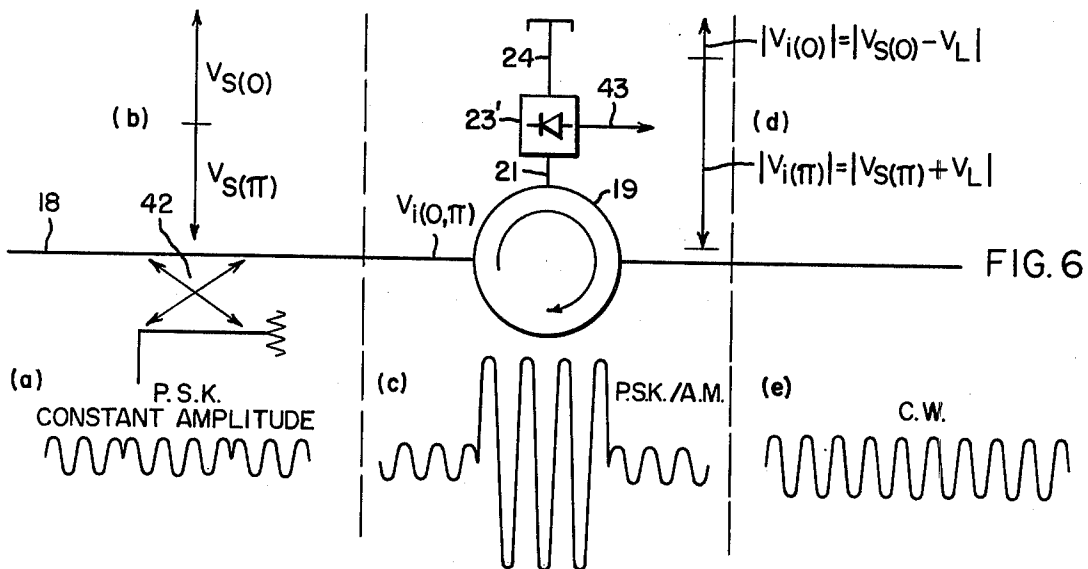 (b)
V_S(0)
V_S(π)
18
42
(a)
P.S.K.
CONSTANT AMPLITUDE
24
23'
43
21
19
V_i(0,π)
(c)
P.S.K./A.M.
|V_i(0)|=|V_S(0)−V_L|
(d)
|V_i(π)|=|V_S(π)+V_L|
FIG. 6
(e)
C.W.